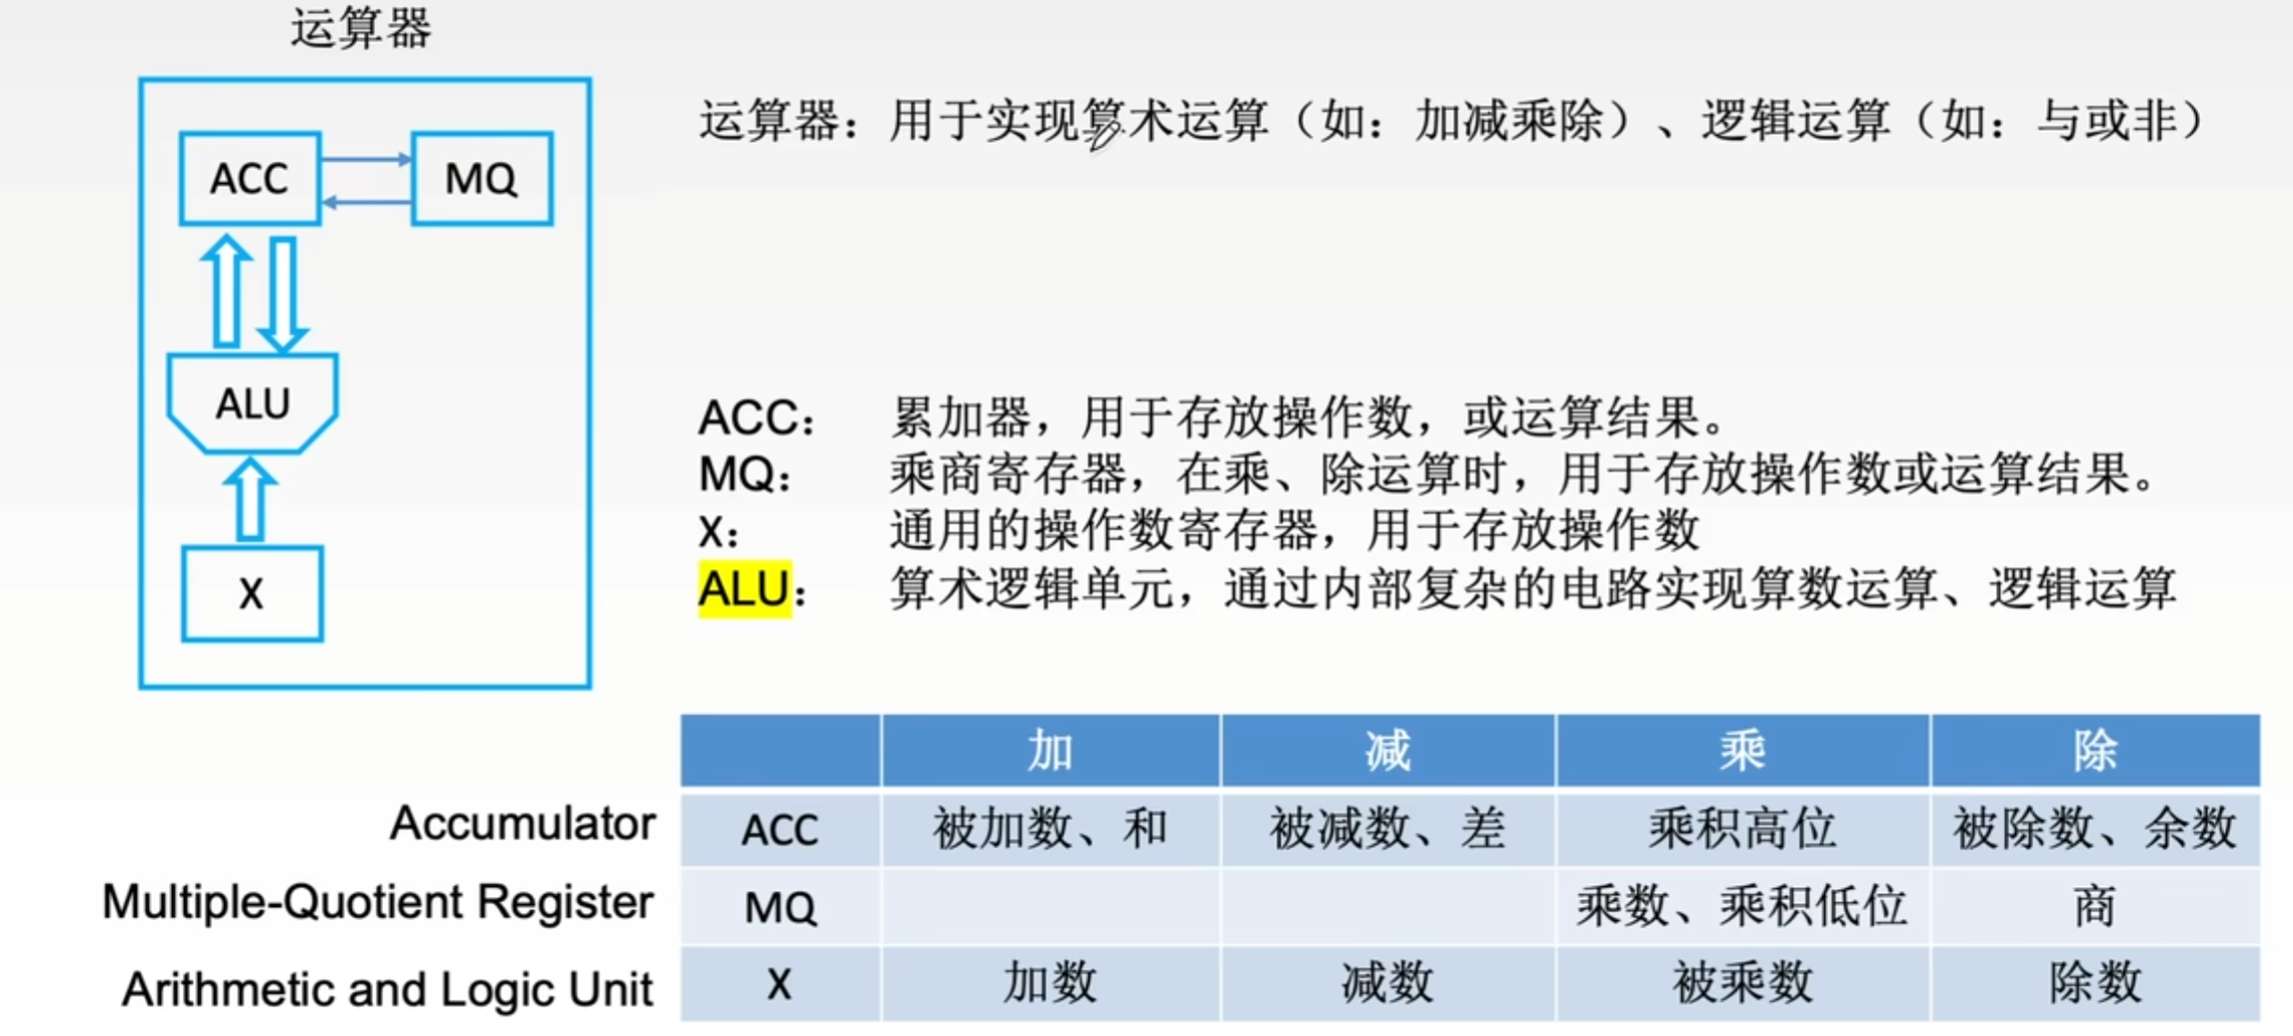 运算器
ACC
MQ
ALU
X
运算器：用于实现算术运算（如：加减乘除）、逻辑运算（如：与或非）
ACC： 累加器，用于存放操作数，或运算结果。
MQ： 乘商寄存器，在乘、除运算时，用于存放操作数或运算结果。
X： 通用的操作数寄存器，用于存放操作数
ALU： 算术逻辑单元，通过内部复杂的电路实现算数运算、逻辑运算
加 减 乘 除
Accumulator ACC 被加数、和 被减数、差 乘积高位 被除数、余数
Multiple-Quotient Register MQ 乘数、乘积低位 商
Arithmetic and Logic Unit X 加数 减数 被乘数 除数